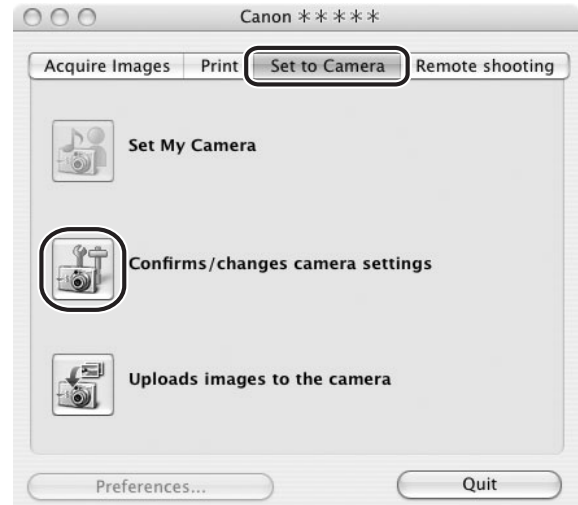 Canon *****
Acquire Images Print Set to Camera Remote shooting
Set My Camera
Confirms/changes camera settings
Uploads images to the camera
Preferences... Quit